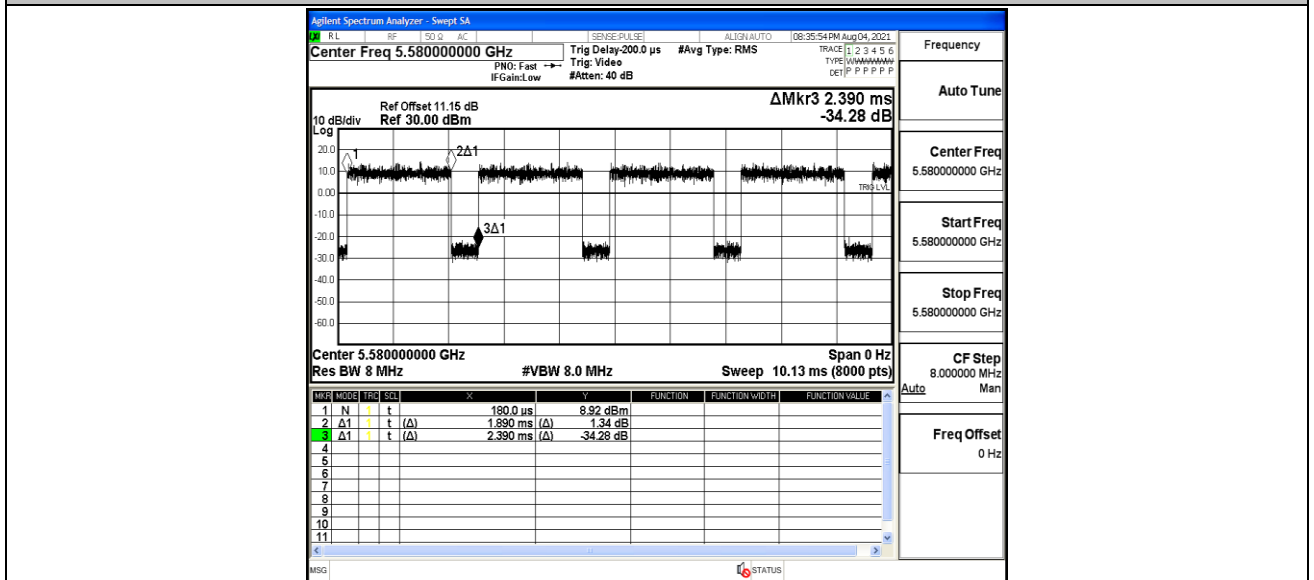 Agilent Spectrum Analyzer - Swept SA
RL RF 50 Ω AC SENSE:PULSE ALIGN AUTO 08:35:54 PM Aug 04, 2021
Center Freq 5.580000000 GHz
PNO: Fast
IFGain:Low
Trig Delay-200.0 µs
Trig: Video
#Atten: 40 dB
#Avg Type: RMS
TRACE 1 2 3 4 5 6
TYPE
DET P P P P P P
ΔMkr3 2.390 ms
-34.28 dB
Ref Offset 11.15 dB
10 dB/div Ref 30.00 dBm
Log
20.0
10.0
0.00
-10.0
-20.0
-30.0
-40.0
-50.0
-60.0
1
2Δ1
3Δ1
TRIG LVL
Center 5.580000000 GHz Span 0 Hz
Res BW 8 MHz #VBW 8.0 MHz Sweep 10.13 ms (8000 pts)
MKR MODE TRC SCL X Y FUNCTION FUNCTION WIDTH FUNCTION VALUE
1 N 1 t 180.0 µs 8.92 dBm
2 Δ1 1 t (Δ) 1.890 ms (Δ) 1.34 dB
3 Δ1 1 t (Δ) 2.390 ms (Δ) -34.28 dB
4
5
6
7
8
9
10
11
MSG STATUS
Frequency
Auto Tune
Center Freq
5.580000000 GHz
Start Freq
5.580000000 GHz
Stop Freq
5.580000000 GHz
CF Step
8.000000 MHz
Auto Man
Freq Offset
0 Hz